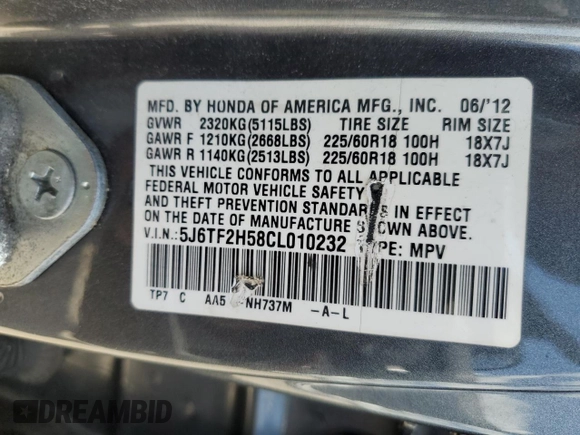 MFD. BY HONDA OF AMERICA MFG., INC. 06/'12
GVWR 2320KG(5115LBS) TIRE SIZE RIM SIZE
GAWR F 1210KG(2668LBS) 225/60R18 100H 18X7J
GAWR R 1140KG(2513LBS) 225/60R18 100H 18X7J
THIS VEHICLE CONFORMS TO ALL APPLICABLE
FEDERAL MOTOR VEHICLE SAFETY
AND THEFT PREVENTION STANDARDS IN EFFECT
ON THE DATE OF MANUFACTURE SHOWN ABOVE.
V.I.N.: 5J6TF2H58CL010232 TYPE: MPV
TP7 C AA5 NH737M -A-L
DREAMBID